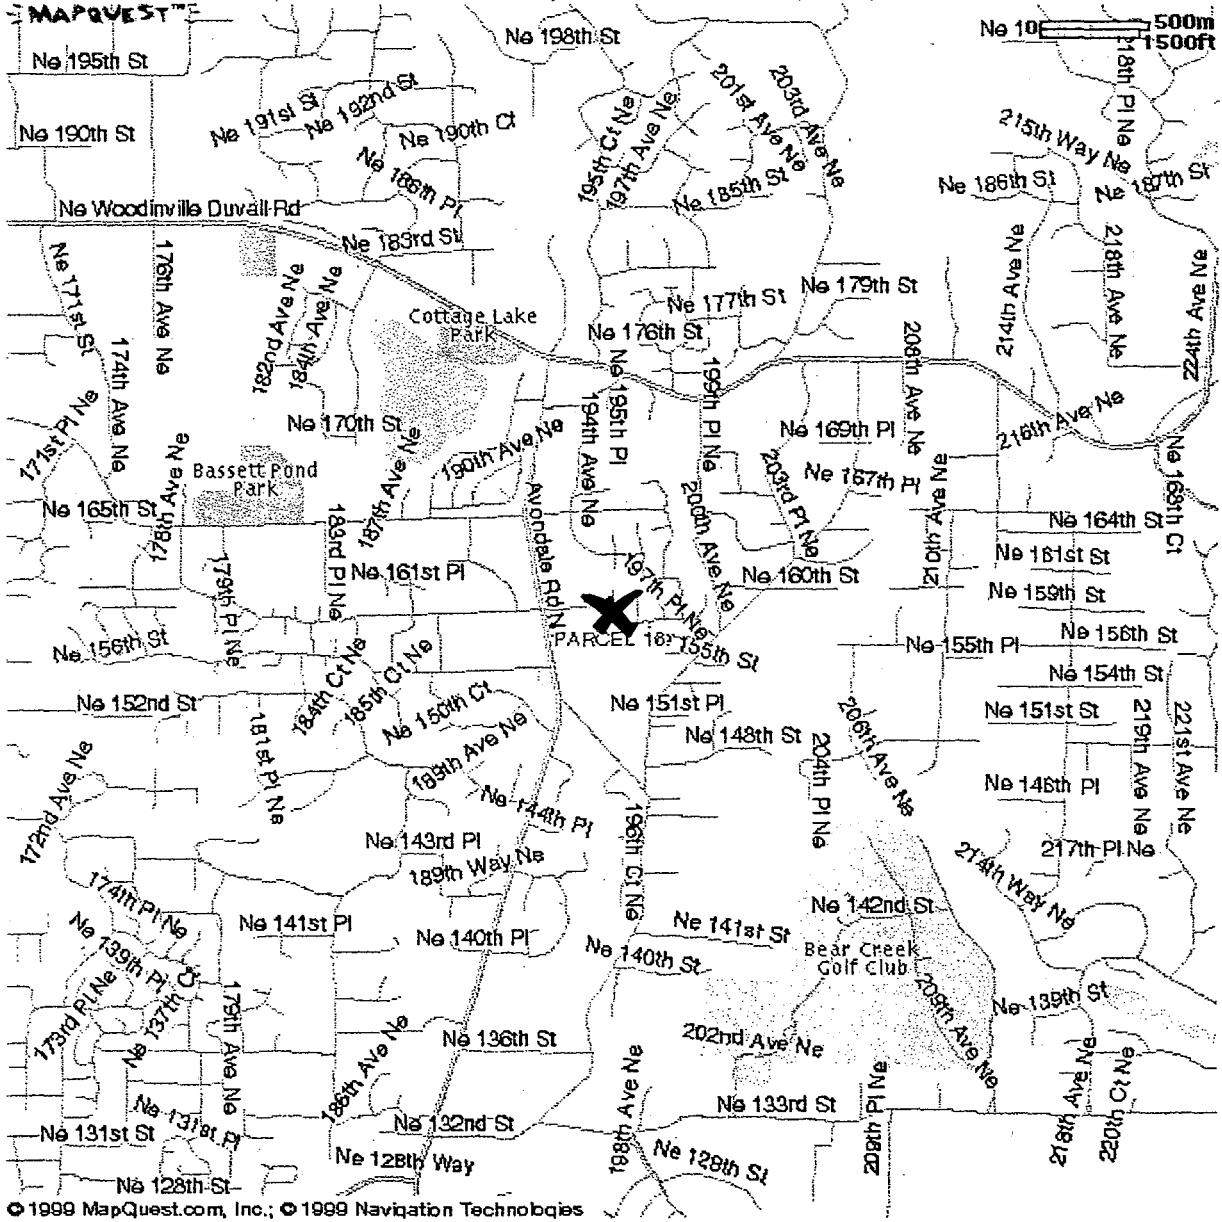 MAPQUEST™
Ne 198th St
500m
1500ft
Ne 195th St
201st Ave Ne
203rd Ave Ne
218th Pl Ne
Ne 191st St
Ne 192nd St
Ne 190th St
Ne 190th Ct
195th Ct Ne
197th Ave Ne
215th Way Ne
Ne 186th Pl
Ne 185th St
Ne 186th St
Ne 187th St
Ne Woodinville Duvall Rd
Ne 183rd St
Ne 171st St
176th Ave Ne
182nd Ave Ne
184th Ave Ne
Cottage Lake
Park
Ne 177th St
Ne 179th St
Ne 176th St
214th Ave Ne
218th Ave Ne
224th Ave Ne
174th Ave Ne
208th Ave Ne
171st Pl Ne
Ne 170th St
194th Ave Ne
Ne 195th Pl
199th Pl Ne
Ne 169th Pl
216th Ave Ne
178th Ave Ne
Bassett Pond
Park
187th Ave Ne
190th Ave Ne
Ne 167th Pl
203rd Pl Ne
Ne 168th Ct
Ne 165th St
183rd Pl Ne
Avondale Rd N
200th Ave Ne
210th Ave Ne
Ne 164th St
Ne 161st St
179th Pl Ne
Ne 161st Pl
197th Pl Ne
Ne 160th St
Ne 159th St
Ne 156th St
PARCEL 16
155th St
Ne 155th Pl
Ne 156th St
184th Ct Ne
185th Ct Ne
Ne 154th St
Ne 152nd St
Ne 150th Ct
Ne 151st Pl
206th Ave Ne
Ne 151st St
219th Ave Ne
221st Ave Ne
181st Pl Ne
189th Ave Ne
Ne 148th St
204th Pl Ne
172nd Ave Ne
Ne 144th Pl
Ne 146th Pl
Ne 143rd Pl
196th Ct Ne
217th Pl Ne
189th Way Ne
214th Way Ne
174th Pl Ne
Ne 142nd St
Ne 139th Pl
Ne 141st Pl
Ne 140th Pl
Ne 141st St
Ne 140th St
Bear Creek
Golf Club
173rd Pl Ne
Ne 137th Ct
179th Ave Ne
209th Ave Ne
Ne 139th St
186th Ave Ne
Ne 136th St
202nd Ave Ne
198th Ave Ne
209th Pl Ne
218th Ave Ne
220th Ct Ne
Ne 131st Pl
Ne 133rd St
Ne 131st St
Ne 132nd St
Ne 128th Way
Ne 129th St
Ne 128th St
© 1999 MapQuest.com, Inc.; © 1999 Navigation Technologies